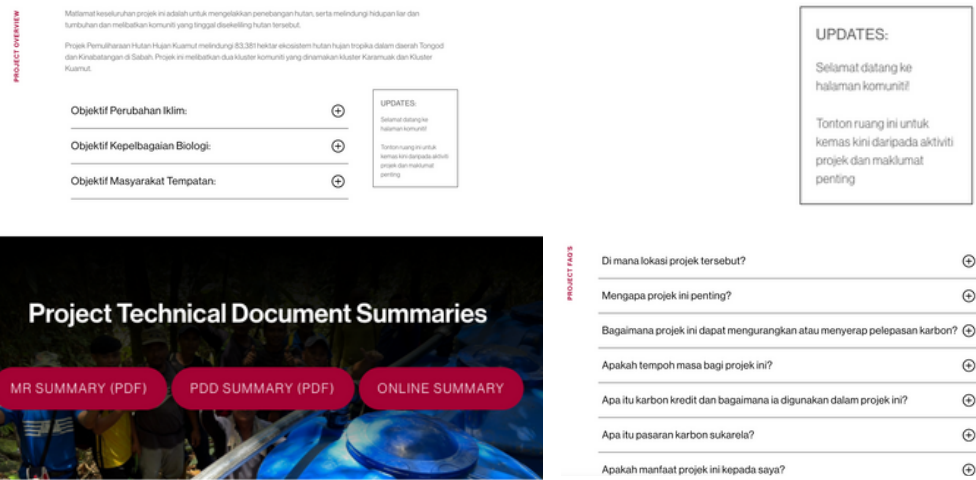 PROJECT OVERVIEW
Matlamat keseluruhan projek ini adalah untuk mengelakkan penebangan hutan, serta melindungi hidupan liar dan
tumbuhan dan melibatkan komuniti yang tinggal disekeliling hutan tersebut.
Projek Pemuliharaan Hutan Hujan Kuamut melindungi 83,381 hektar ekosistem hutan hujan tropika dalam daerah Tongod
dan Kinabatangan di Sabah. Projek ini melibatkan dua kluster komuniti yang dinamakan kluster Karamuak dan Kluster
Kuamut.
Objektif Perubahan Iklim:
Objektif Kepelbagaian Biologi:
Objektif Masyarakat Tempatan:
UPDATES:
Selamat datang ke
halaman komuniti!
Tonton ruang ini untuk
kemas kini daripada aktiviti
projek dan maklumat
penting
UPDATES:
Selamat datang ke
halaman komuniti!
Tonton ruang ini untuk
kemas kini daripada aktiviti
projek dan maklumat
penting
Project Technical Document Summaries
MR SUMMARY (PDF)
PDD SUMMARY (PDF)
ONLINE SUMMARY
PROJECT FAQ'S
Di mana lokasi projek tersebut?
Mengapa projek ini penting?
Bagaimana projek ini dapat mengurangkan atau menyerap pelepasan karbon?
Apakah tempoh masa bagi projek ini?
Apa itu karbon kredit dan bagaimana ia digunakan dalam projek ini?
Apa itu pasaran karbon sukarela?
Apakah manfaat projek ini kepada saya?